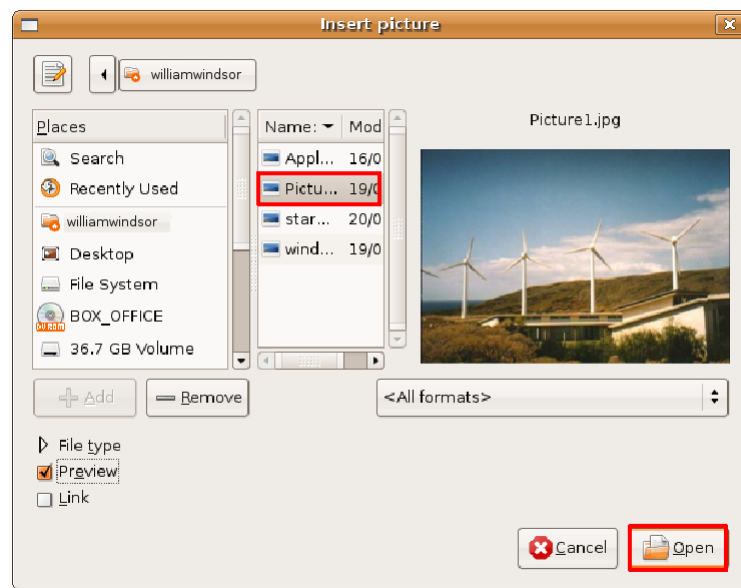 Insert picture
williamwindsor
Places
Search
Recently Used
williamwindsor
Desktop
File System
BOX_OFFICE
36.7 GB Volume
Name: Mod
Appl... 16/0
Pictu... 19/0
star... 20/0
wind... 19/0
Picture1.jpg
Add
Remove
<All formats>
File type
Preview
Link
Cancel
Open